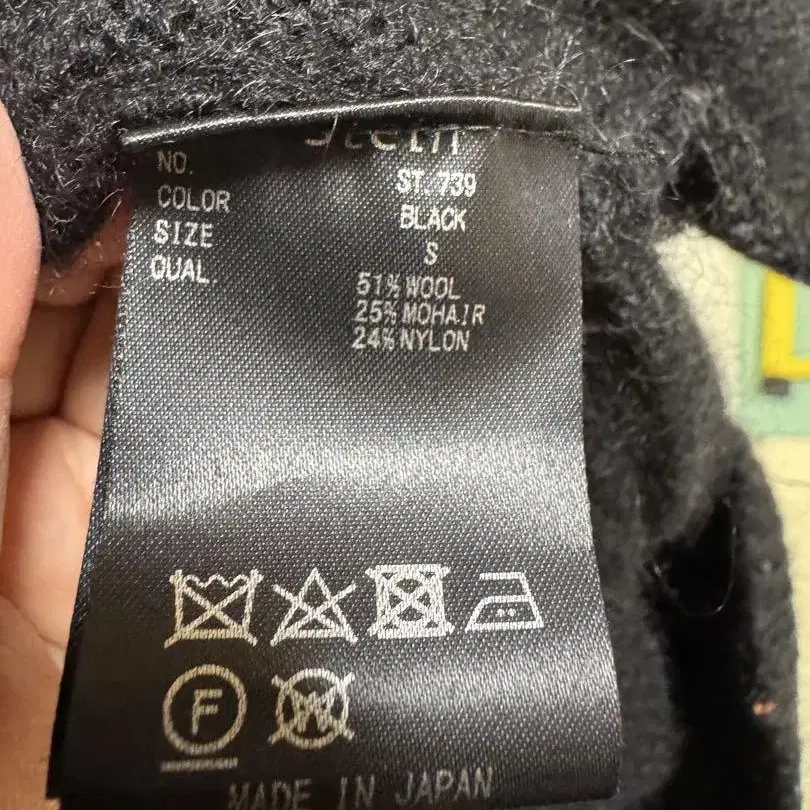 NO. ST.739
COLOR BLACK
SIZE S
QUAL. 51% WOOL
25% MOHAIR
24% NYLON
F W
MADE IN JAPAN